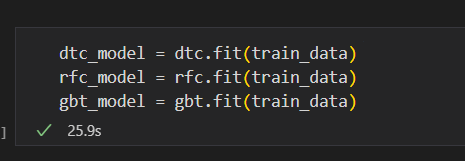 dtc_model = dtc.fit(train_data)
rfc_model = rfc.fit(train_data)
gbt_model = gbt.fit(train_data)
] ✓ 25.9s